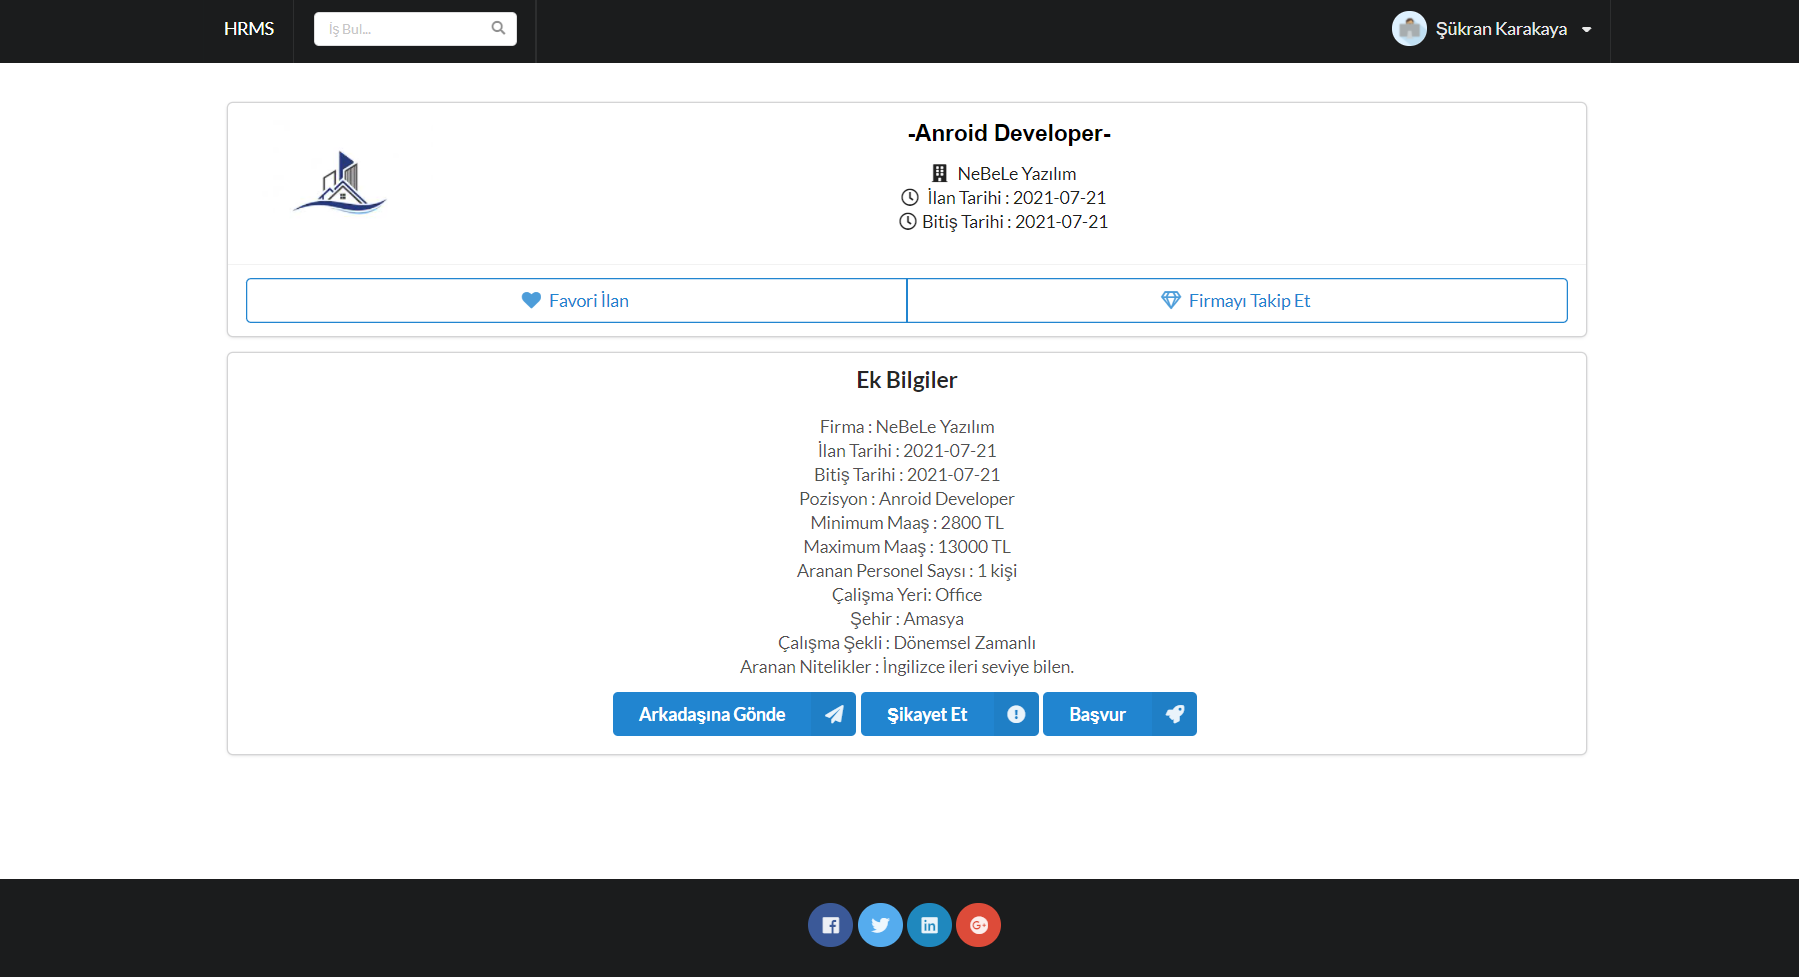 HRMS
İş Bul...
Şükran Karakaya
-Anroid Developer-
NeBeLe Yazılım
İlan Tarihi : 2021-07-21
Bitiş Tarihi : 2021-07-21
Favori İlan
Firmayı Takip Et
Ek Bilgiler
Firma : NeBeLe Yazılım
İlan Tarihi : 2021-07-21
Bitiş Tarihi : 2021-07-21
Pozisyon : Anroid Developer
Minimum Maaş : 2800 TL
Maximum Maaş : 13000 TL
Aranan Personel Saysı : 1 kişi
Çalişma Yeri: Office
Şehir : Amasya
Çalışma Şekli : Dönemsel Zamanlı
Aranan Nitelikler : İngilizce ileri seviye bilen.
Arkadaşına Gönde
Şikayet Et
Başvur